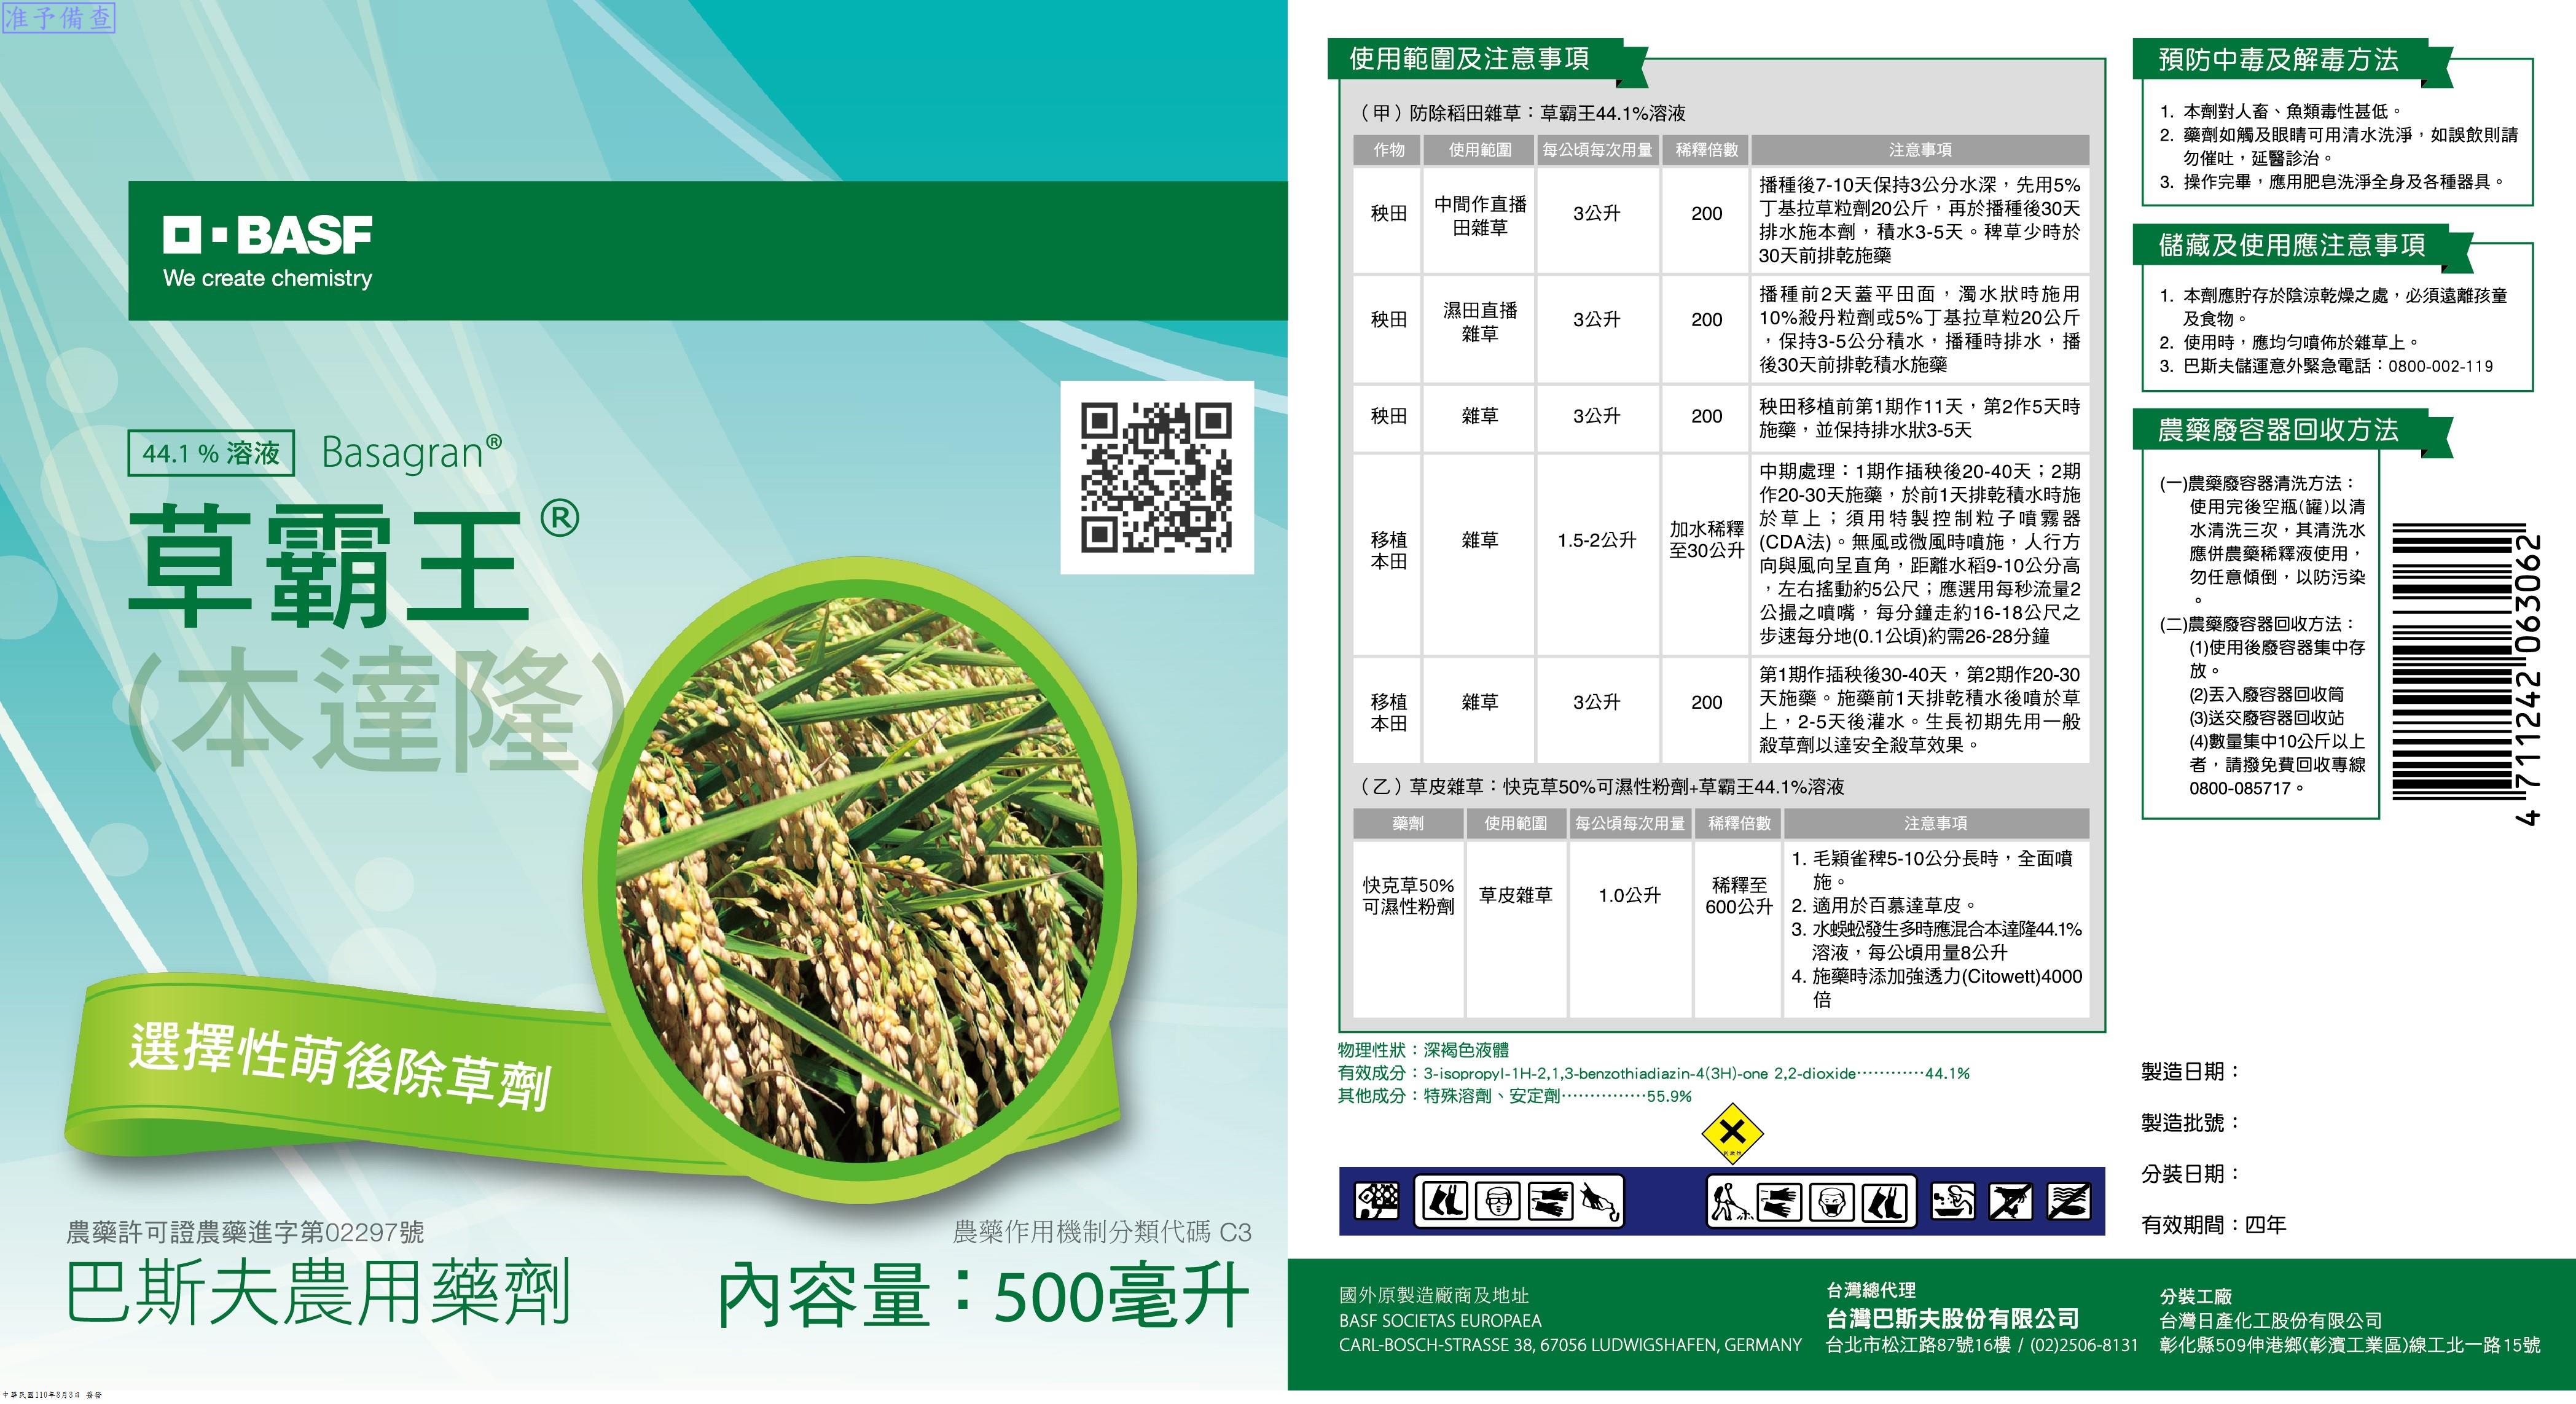 准予備查
BASF
We create chemistry
44.1 % 溶液 Basagran®
草霸王®
(本達隆)
選擇性萌後除草劑
農藥許可證農藥進字第02297號
農藥作用機制分類代碼 C3
巴斯夫農用藥劑
內容量：500毫升
中華民國110年8月3日 簽發
使用範圍及注意事項
（甲）防除稻田雜草：草霸王44.1%溶液
作物 使用範圍 每公頃每次用量 稀釋倍數 注意事項
秧田 中間作直播 3公升 200
田雜草
播種後7-10天保持3公分水深，先用5%
丁基拉草粒劑20公斤，再於播種後30天
排水施本劑，積水3-5天。稗草少時於
30天前排乾施藥
秧田 濕田直播 3公升 200
雜草
播種前2天蓋平田面，濁水狀時施用
10%殺丹粒劑或5%丁基拉草粒20公斤
，保持3-5公分積水，播種時排水，播
後30天前排乾積水施藥
秧田 雜草 3公升 200
秧田移植前第1期作11天，第2作5天時
施藥，並保持排水狀3-5天
移植 雜草 1.5-2公升 加水稀釋
本田 至30公升
中期處理：1期作插秧後20-40天；2期
作20-30天施藥，於前1天排乾積水時施
於草上；須用特製控制粒子噴霧器
(CDA法)。無風或微風時噴施，人行方
向與風向呈直角，距離水稻9-10公分高
，左右搖動約5公尺；應選用每秒流量2
公撮之噴嘴，每分鐘走約16-18公尺之
步速每分地(0.1公頃)約需26-28分鐘
移植 雜草 3公升 200
本田
第1期作插秧後30-40天，第2期作20-30
天施藥。施藥前1天排乾積水後噴於草
上，2-5天後灌水。生長初期先用一般
殺草劑以達安全殺草效果。
（乙）草皮雜草：快克草50%可濕性粉劑+草霸王44.1%溶液
藥劑 使用範圍 每公頃每次用量 稀釋倍數 注意事項
快克草50% 草皮雜草 1.0公升 稀釋至
可濕性粉劑 600公升
1. 毛穎雀稗5-10公分長時，全面噴
施。
2. 適用於百慕達草皮。
3. 水蜈蚣發生多時應混合本達隆44.1%
溶液，每公頃用量8公升
4. 施藥時添加強透力(Citowett)4000
倍
物理性狀：深褐色液體
有效成分：3-isopropyl-1H-2,1,3-benzothiadiazin-4(3H)-one 2,2-dioxide············44.1%
其他成分：特殊溶劑、安定劑···············55.9%
刺激性
預防中毒及解毒方法
1. 本劑對人畜、魚類毒性甚低。
2. 藥劑如觸及眼睛可用清水洗淨，如誤飲則請
勿催吐，延醫診治。
3. 操作完畢，應用肥皂洗淨全身及各種器具。
儲藏及使用應注意事項
1. 本劑應貯存於陰涼乾燥之處，必須遠離孩童
及食物。
2. 使用時，應均勻噴佈於雜草上。
3. 巴斯夫儲運意外緊急電話：0800-002-119
農藥廢容器回收方法
(一)農藥廢容器清洗方法：
使用完後空瓶(罐)以清
水清洗三次，其清洗水
應併農藥稀釋液使用，
勿任意傾倒，以防污染
。
(二)農藥廢容器回收方法：
(1)使用後廢容器集中存
放。
(2)丟入廢容器回收筒
(3)送交廢容器回收站
(4)數量集中10公斤以上
者，請撥免費回收專線
0800-085717。
4 711242 063062
製造日期：
製造批號：
分裝日期：
有效期間：四年
國外原製造廠商及地址
BASF SOCIETAS EUROPAEA
CARL-BOSCH-STRASSE 38, 67056 LUDWIGSHAFEN, GERMANY
台灣總代理
台灣巴斯夫股份有限公司
台北市松江路87號16樓 / (02)2506-8131
分裝工廠
台灣日產化工股份有限公司
彰化縣509伸港鄉(彰濱工業區)線工北一路15號